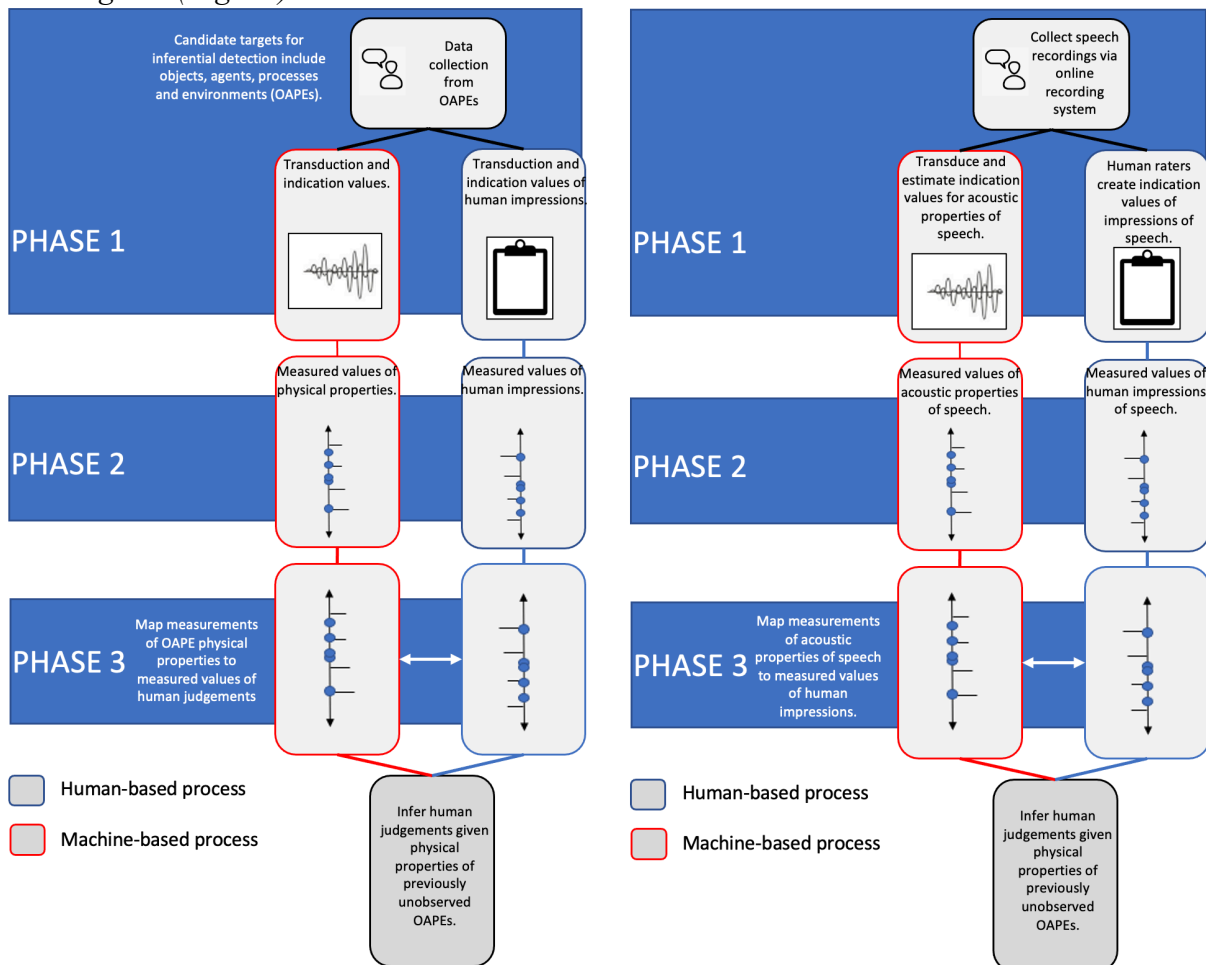 Candidate targets for
inferential detection include
objects, agents, processes
and environments (OAPEs).
Data
collection
from
OAPEs
Transduction and
indication values.
Transduction and
indication values of
human impressions.
PHASE 1
Measured values of
physical properties.
Measured values of
human impressions.
PHASE 2
PHASE 3
Map measurements
of OAPE physical
properties to
measured values of
human judgements
Human-based process
Machine-based process
Infer human
judgements given
physical
properties of
previously
unobserved
OAPEs.
Collect speech
recordings via
online
recording
system
Transduce and
estimate indication
values for acoustic
properties of
speech.
Human raters
create indication
values of
impressions of
speech.
PHASE 1
Measured values of
acoustic properties
of speech.
Measured values of
human impressions
of speech.
PHASE 2
PHASE 3
Map measurements
of acoustic
properties of speech
to measured values
of human
impressions.
Human-based process
Machine-based process
Infer human
judgements given
physical
properties of
previously
unobserved
OAPEs.